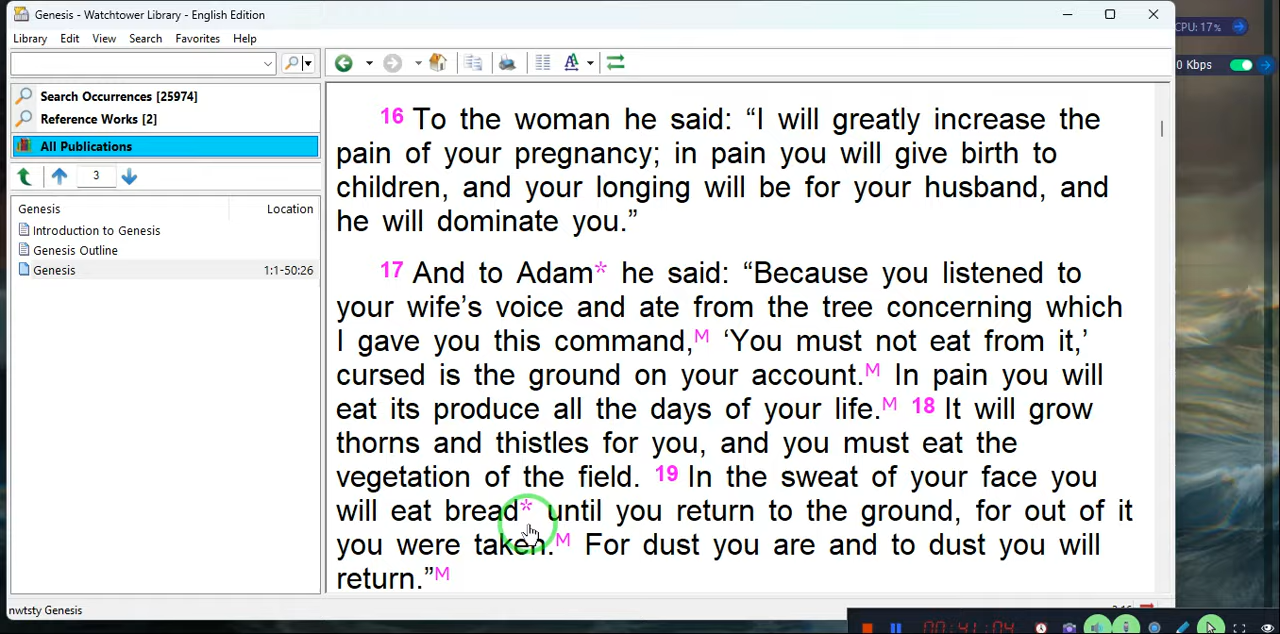 Genesis - Watchtower Library - English Edition
CPU: 17%
Library Edit View Search Favorites Help
0 Kbps
Search Occurrences [25974]
Reference Works [2]
All Publications
3
Genesis Location
Introduction to Genesis
Genesis Outline
Genesis 1:1-50:26
16 To the woman he said: “I will greatly increase the
pain of your pregnancy; in pain you will give birth to
children, and your longing will be for your husband, and
he will dominate you.”
17 And to Adam* he said: “Because you listened to
your wife’s voice and ate from the tree concerning which
I gave you this command,M ‘You must not eat from it,’
cursed is the ground on your account.M In pain you will
eat its produce all the days of your life.M 18 It will grow
thorns and thistles for you, and you must eat the
vegetation of the field. 19 In the sweat of your face you
will eat bread* until you return to the ground, for out of it
you were taken.M For dust you are and to dust you will
return.”M
nwtsty Genesis
00:41:04